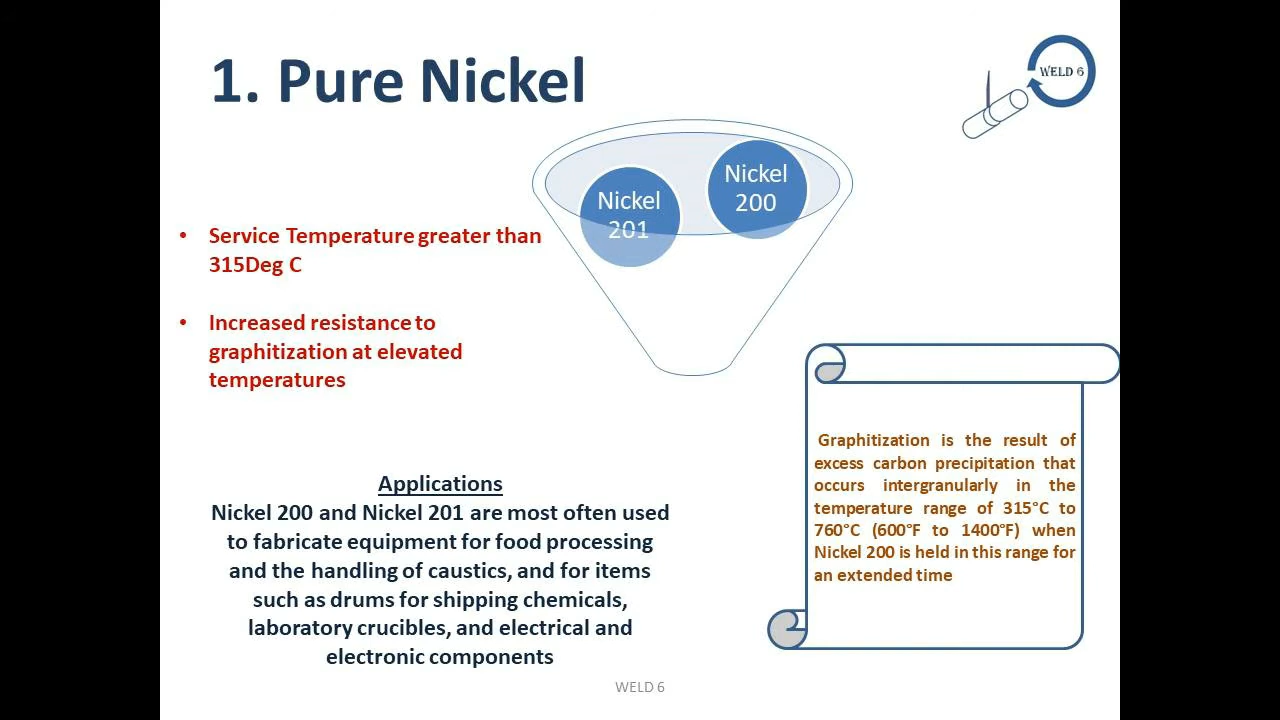 1. Pure Nickel
WELD 6
Nickel
200
Nickel
201
• Service Temperature greater than
315Deg C
• Increased resistance to
graphitization at elevated
temperatures
Graphitization is the result of
excess carbon precipitation that
occurs intergranularly in the
temperature range of 315°C to
760°C (600°F to 1400°F) when
Nickel 200 is held in this range for
an extended time
Applications
Nickel 200 and Nickel 201 are most often used
to fabricate equipment for food processing
and the handling of caustics, and for items
such as drums for shipping chemicals,
laboratory crucibles, and electrical and
electronic components
WELD 6